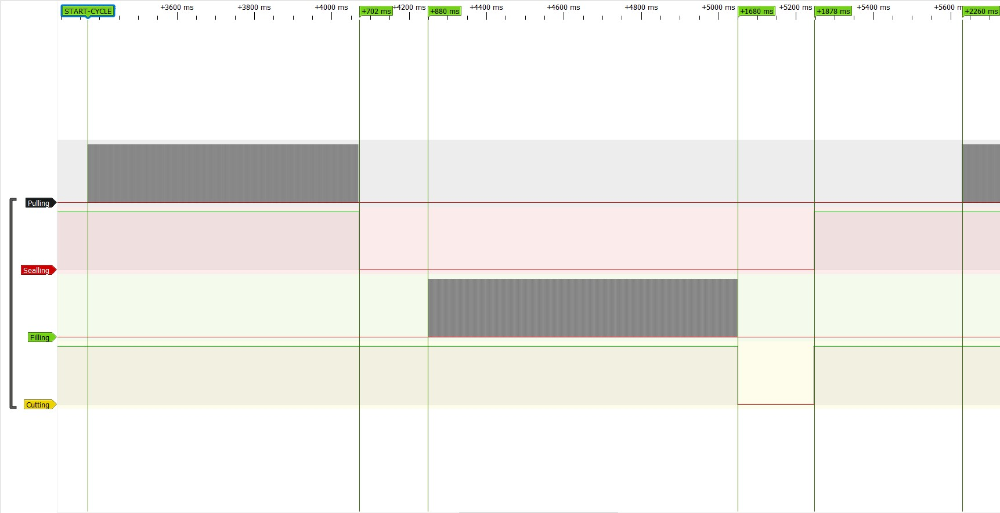 START-CYCLE
+3600 ms
+3800 ms
+4000 ms
+702 ms
+4200 ms
+880 ms
+4400 ms
+4600 ms
+4800 ms
+5000 ms
+1680 ms
+5200 ms
+1878 ms
+5400 ms
+5600 m
+2260 ms
Pulling
Sealling
Filling
Cutting